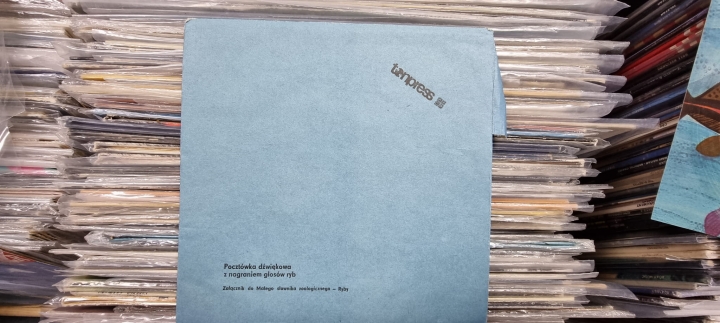 tonpress
Pocztówka dźwiękowa
z nagraniem głosów ryb
Załącznik do Małego słownika zoologicznego — Ryby